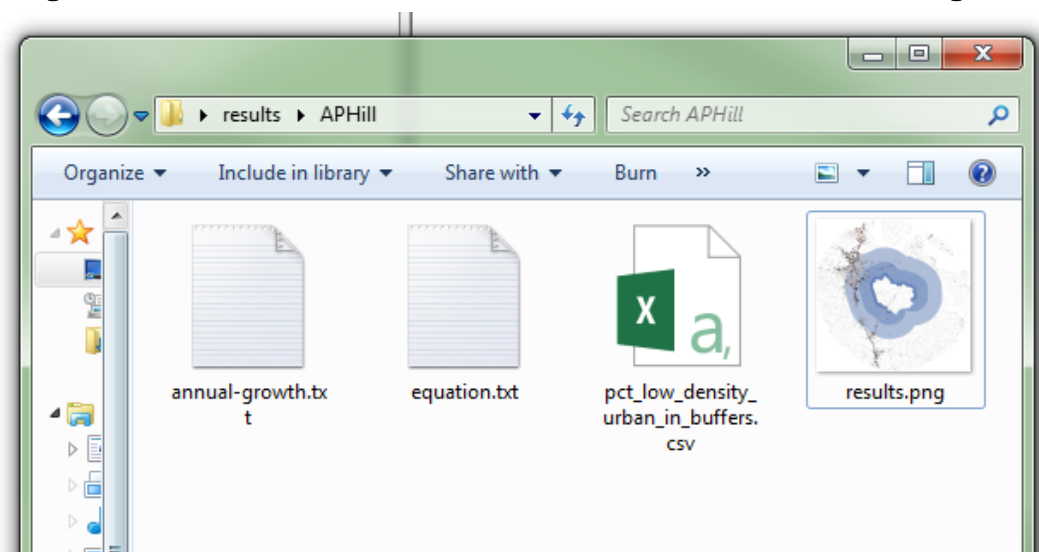 results ▸ APHill
Search APHill
Organize
Include in library
Share with
Burn
»
annual-growth.tx
t
equation.txt
pct_low_density_
urban_in_buffers.
csv
results.png
X
a,